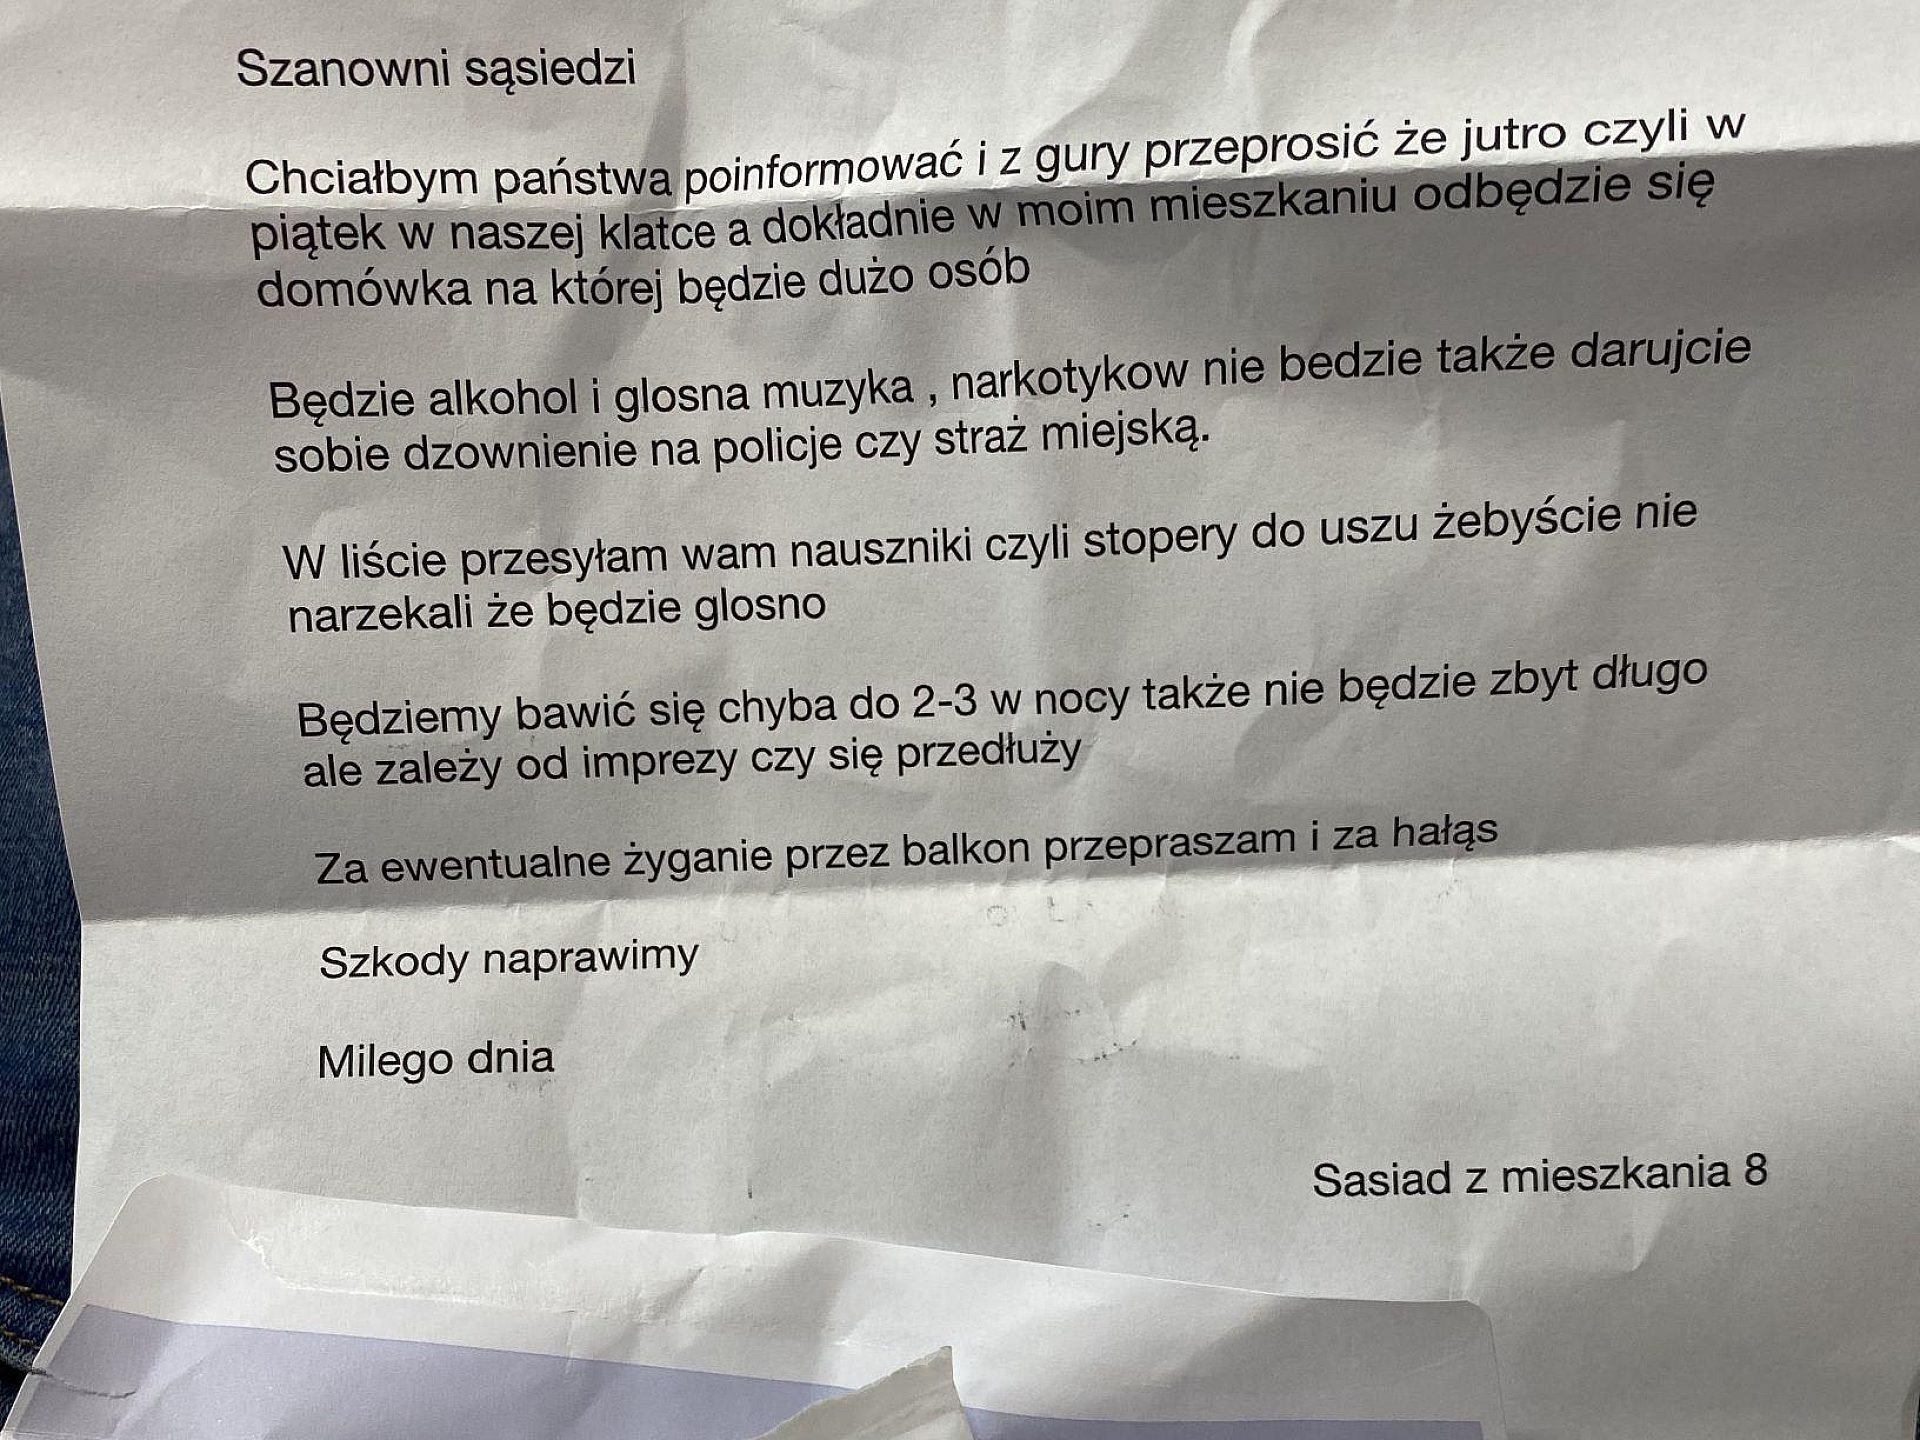 Szanowni sąsiedzi
Chciałbym państwa poinformować i z gury przeprosić że jutro czyli w
piątek w naszej klatce a dokładnie w moim mieszkaniu odbędzie się
domówka na której będzie dużo osób
Będzie alkohol i glosna muzyka , narkotykow nie bedzie także darujcie
sobie dzownienie na policje czy straż miejską.
W liście przesyłam wam nauszniki czyli stopery do uszu żebyście nie
narzekali że będzie glosno
Będziemy bawić się chyba do 2-3 w nocy także nie będzie zbyt długo
ale zależy od imprezy czy się przedłuży
Za ewentualne żyganie przez balkon przepraszam i za hałąs
Szkody naprawimy
Milego dnia
Sasiad z mieszkania 8